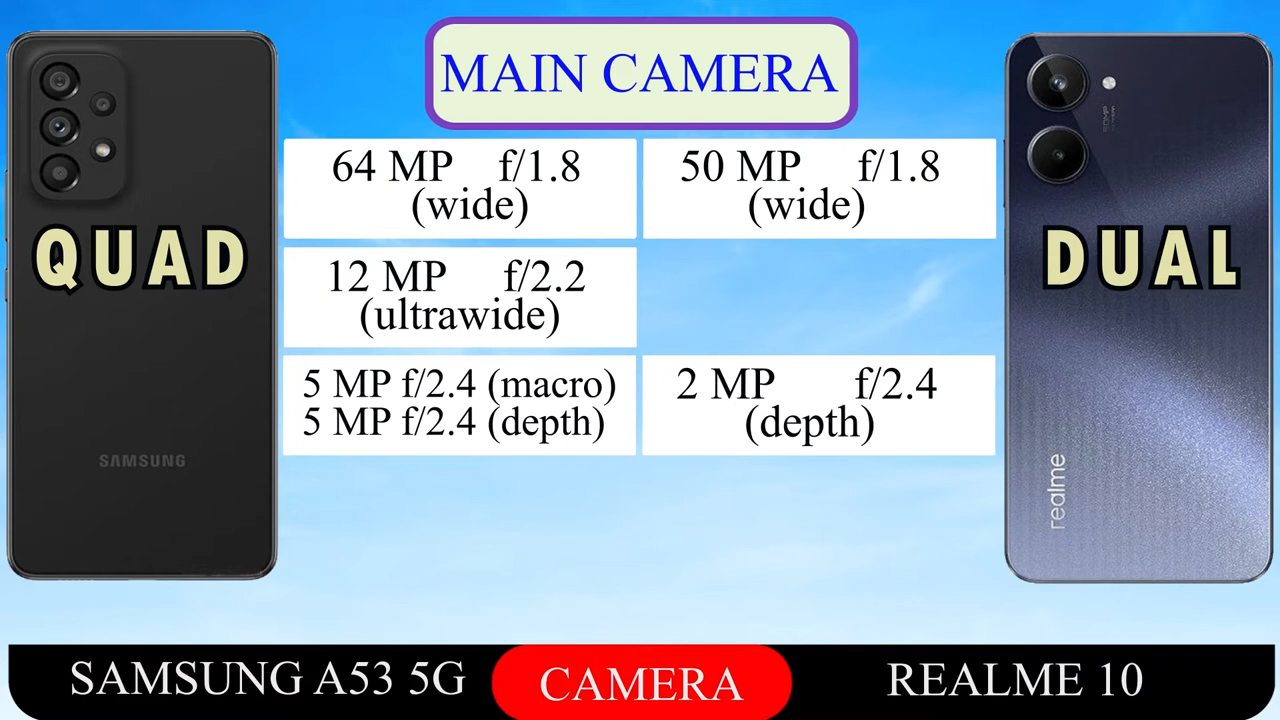 MAIN CAMERA
64 MP f/1.8
(wide)
50 MP f/1.8
(wide)
QUAD
DUAL
12 MP f/2.2
(ultrawide)
5 MP f/2.4 (macro)
5 MP f/2.4 (depth)
2 MP f/2.4
(depth)
SAMSUNG
realme
SAMSUNG A53 5G
CAMERA
REALME 10